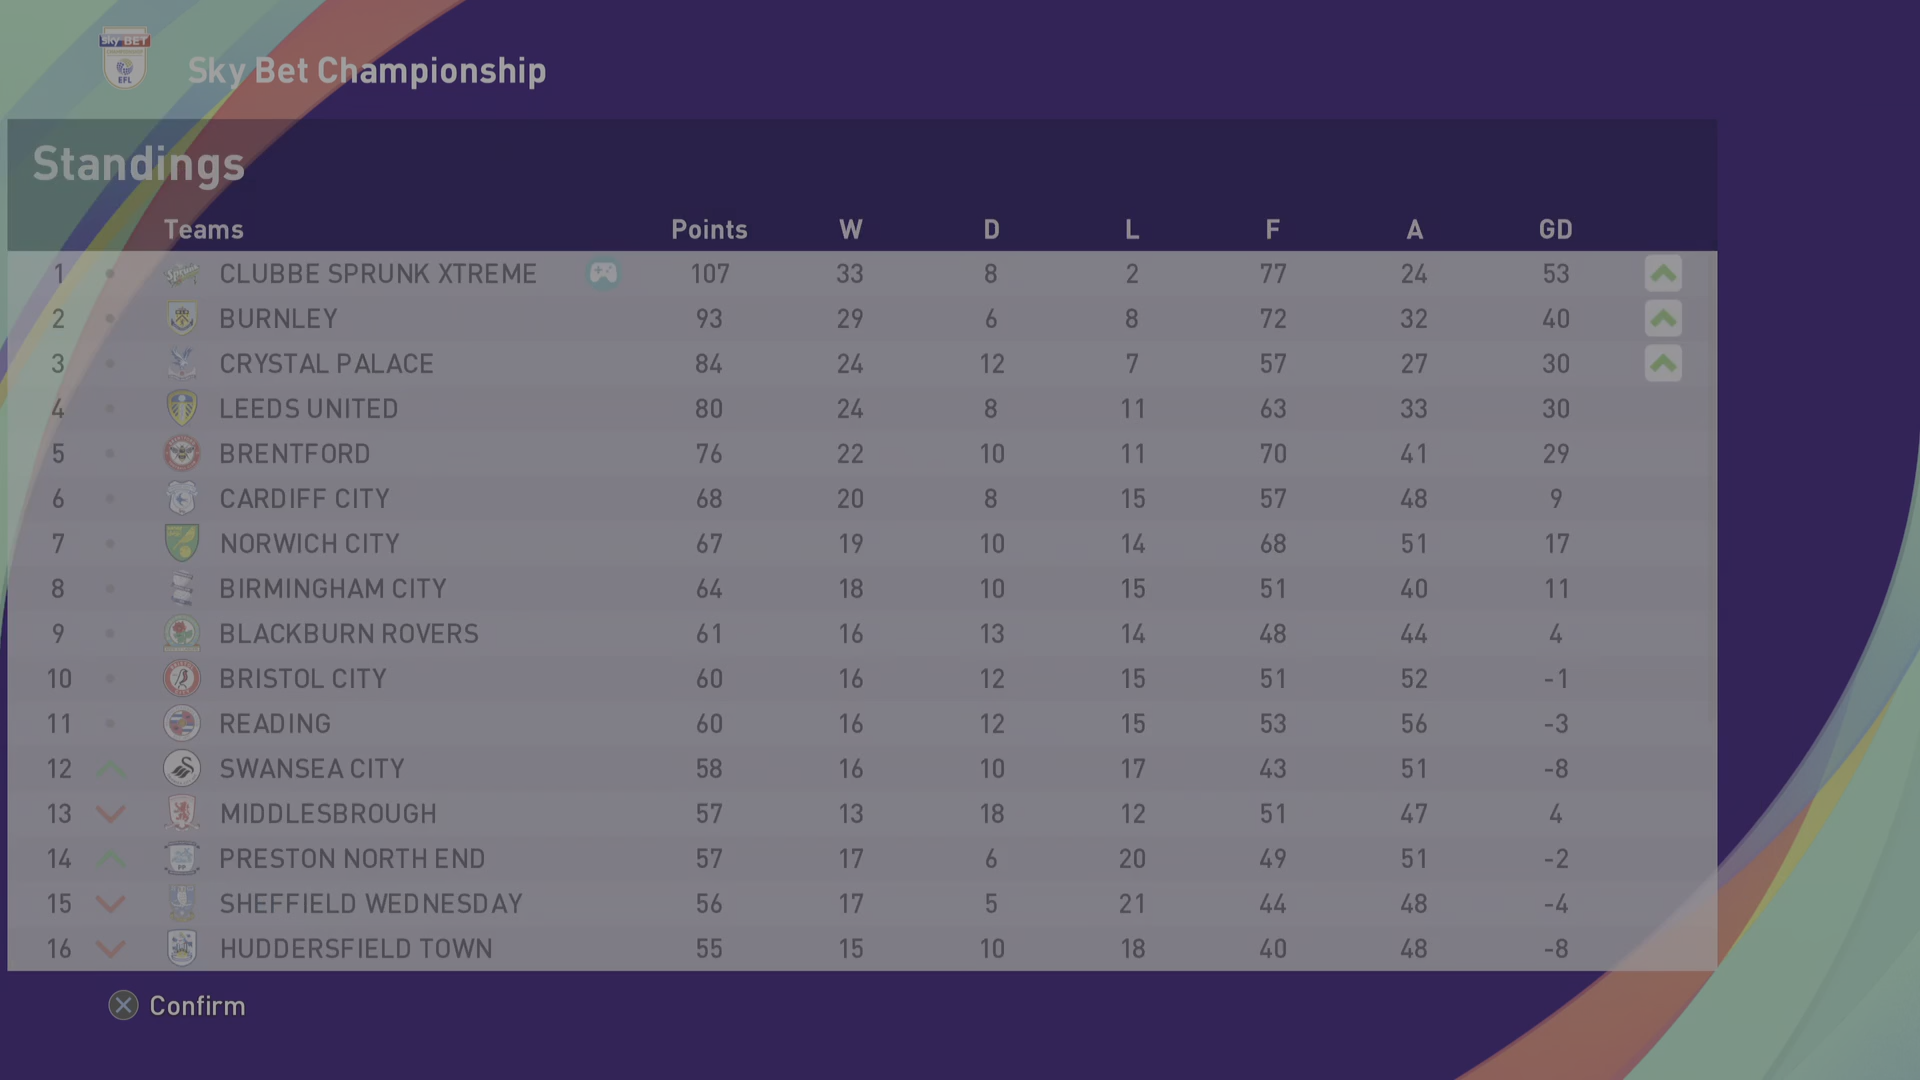 sky BET
EFL
Sky Bet Championship
Standings
Teams Points W D L F A GD
1 CLUBBE SPRUNK XTREME 107 33 8 2 77 24 53
2 BURNLEY 93 29 6 8 72 32 40
3 CRYSTAL PALACE 84 24 12 7 57 27 30
4 LEEDS UNITED 80 24 8 11 63 33 30
5 BRENTFORD 76 22 10 11 70 41 29
6 CARDIFF CITY 68 20 8 15 57 48 9
7 NORWICH CITY 67 19 10 14 68 51 17
8 BIRMINGHAM CITY 64 18 10 15 51 40 11
9 BLACKBURN ROVERS 61 16 13 14 48 44 4
10 BRISTOL CITY 60 16 12 15 51 52 -1
11 READING 60 16 12 15 53 56 -3
12 SWANSEA CITY 58 16 10 17 43 51 -8
13 MIDDLESBROUGH 57 13 18 12 51 47 4
14 PRESTON NORTH END 57 17 6 20 49 51 -2
15 SHEFFIELD WEDNESDAY 56 17 5 21 44 48 -4
16 HUDDERSFIELD TOWN 55 15 10 18 40 48 -8
Confirm